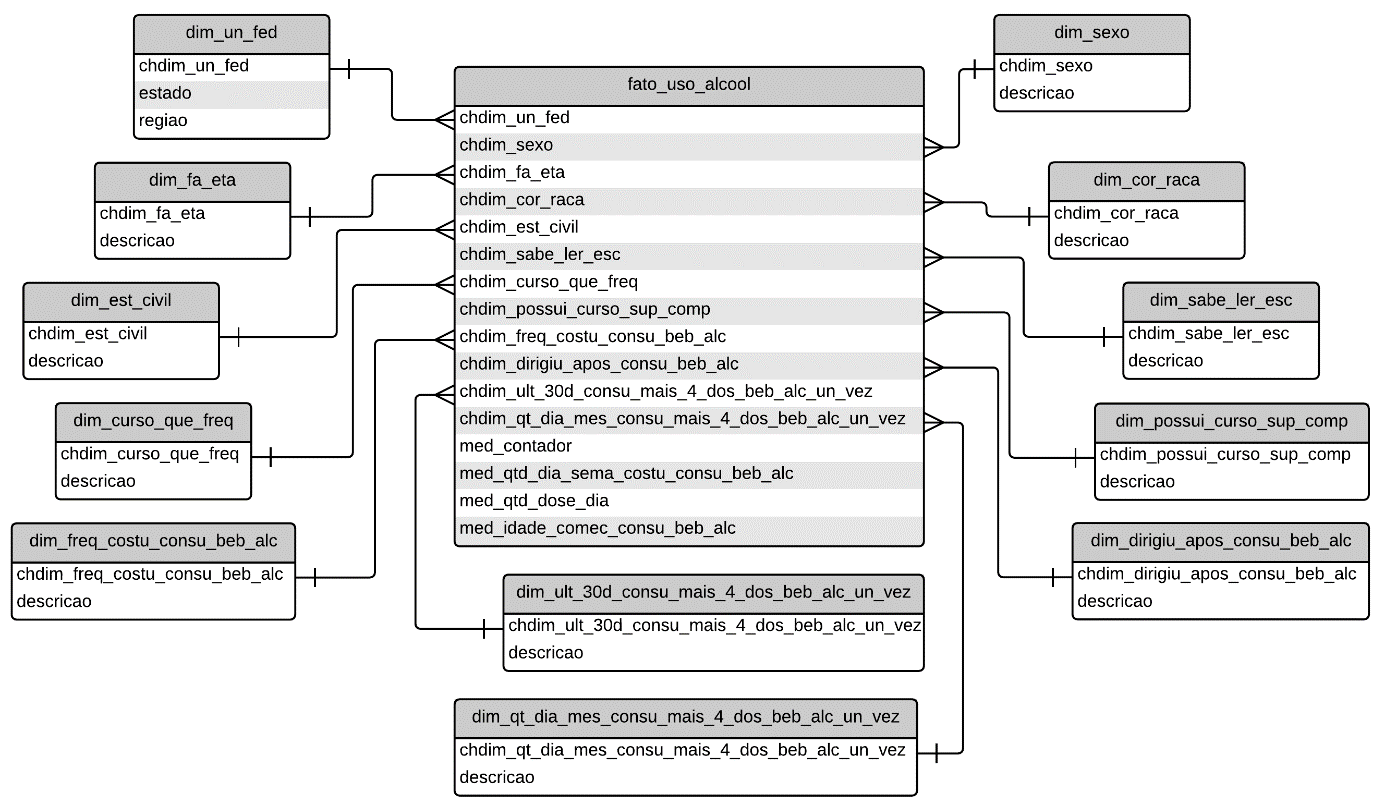 dim_un_fed
chdim_un_fed
estado
regiao
dim_fa_eta
chdim_fa_eta
descricao
dim_est_civil
chdim_est_civil
descricao
dim_curso_que_freq
chdim_curso_que_freq
descricao
dim_freq_costu_consu_beb_alc
chdim_freq_costu_consu_beb_alc
descricao
fato_uso_alcool
chdim_un_fed
chdim_sexo
chdim_fa_eta
chdim_cor_raca
chdim_est_civil
chdim_sabe_ler_esc
chdim_curso_que_freq
chdim_possui_curso_sup_comp
chdim_freq_costu_consu_beb_alc
chdim_dirigiu_apos_consu_beb_alc
chdim_ult_30d_consu_mais_4_dos_beb_alc_un_vez
chdim_qt_dia_mes_consu_mais_4_dos_beb_alc_un_vez
med_contador
med_qtd_dia_sema_costu_consu_beb_alc
med_qtd_dose_dia
med_idade_comec_consu_beb_alc
dim_ult_30d_consu_mais_4_dos_beb_alc_un_vez
chdim_ult_30d_consu_mais_4_dos_beb_alc_un_vez
descricao
dim_qt_dia_mes_consu_mais_4_dos_beb_alc_un_vez
chdim_qt_dia_mes_consu_mais_4_dos_beb_alc_un_vez
descricao
dim_sexo
chdim_sexo
descricao
dim_cor_raca
chdim_cor_raca
descricao
dim_sabe_ler_esc
chdim_sabe_ler_esc
descricao
dim_possui_curso_sup_comp
chdim_possui_curso_sup_comp
descricao
dim_dirigiu_apos_consu_beb_alc
chdim_dirigiu_apos_consu_beb_alc
descricao